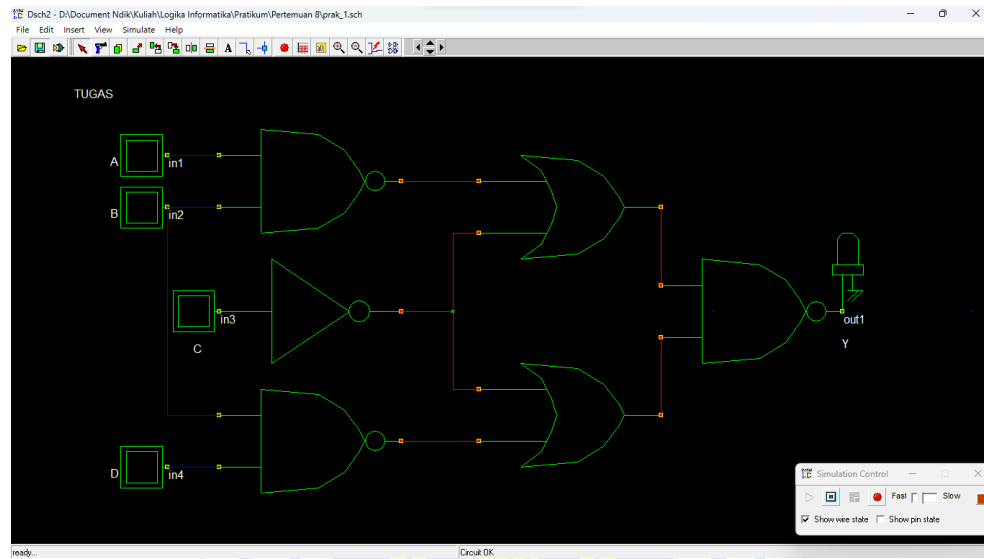 Dsch2 - D:\Document Ndik\Kuliah\Logika Informatika\Pratikum\Pertemuan 8\prak_1.sch
File Edit Insert View Simulate Help
A
TUGAS
A
in1
B
in2
in3
C
out1
Y
D
in4
Simulation Control
Fast Slow
Show wire state Show pin state
ready...
Circuit OK